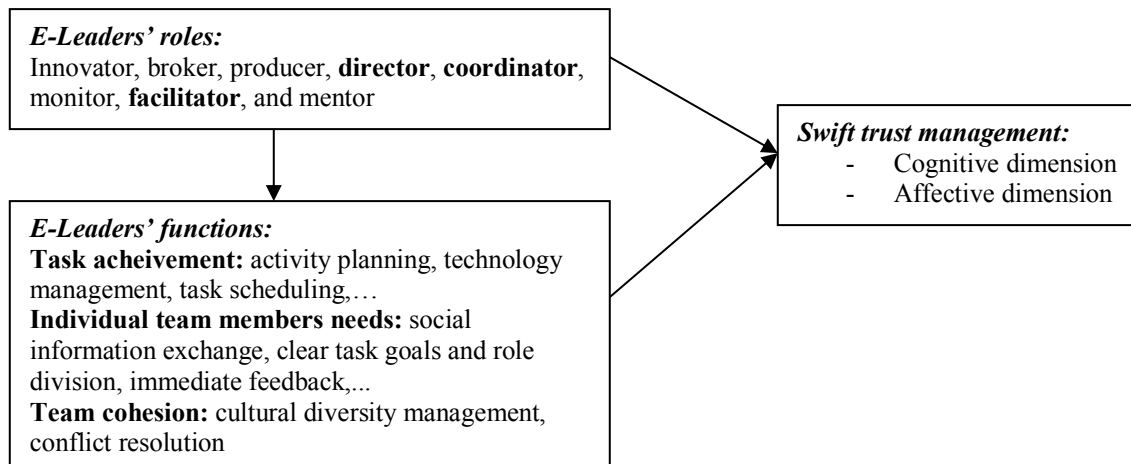 E-Leaders’ roles:
Innovator, broker, producer, director, coordinator,
monitor, facilitator, and mentor
Swift trust management:
- Cognitive dimension
- Affective dimension
E-Leaders’ functions:
Task acheivement: activity planning, technology
management, task scheduling,…
Individual team members needs: social
information exchange, clear task goals and role
division, immediate feedback,...
Team cohesion: cultural diversity management,
conflict resolution